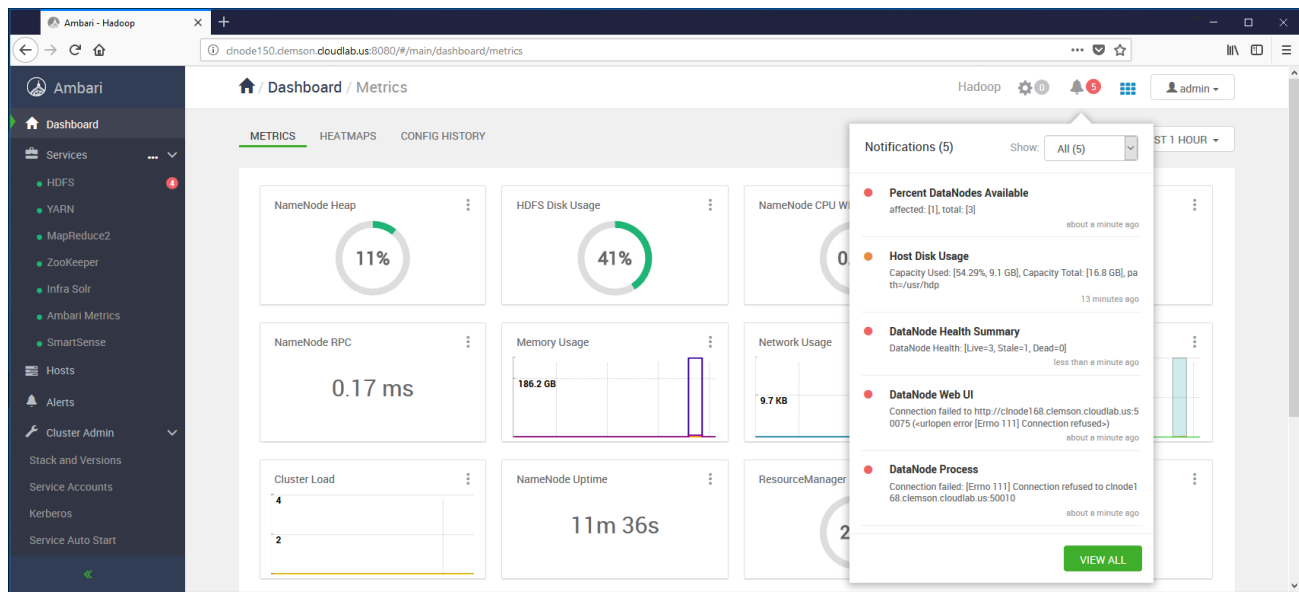 Ambari - Hadoop
clnode150.clemson.cloudlab.us:8080/#/main/dashboard/metrics
Ambari
/ Dashboard / Metrics
Hadoop
0
5
admin
Dashboard
Services
HDFS
4
YARN
MapReduce2
ZooKeeper
Infra Solr
Ambari Metrics
SmartSense
Hosts
Alerts
Cluster Admin
Stack and Versions
Service Accounts
Kerberos
Service Auto Start
«
METRICS
HEATMAPS
CONFIG HISTORY
ST 1 HOUR
NameNode Heap
11%
HDFS Disk Usage
41%
NameNode CPU W
0.
NameNode RPC
0.17 ms
Memory Usage
186.2 GB
Network Usage
9.7 KB
Cluster Load
4
2
NameNode Uptime
11m 36s
ResourceManager
2
Notifications (5)
Show:
All (5)
Percent DataNodes Available
affected: [1], total: [3]
about a minute ago
Host Disk Usage
Capacity Used: [54.29%, 9.1 GB], Capacity Total: [16.8 GB], pa
th=/usr/hdp
13 minutes ago
DataNode Health Summary
DataNode Health: [Live=3, Stale=1, Dead=0]
less than a minute ago
DataNode Web UI
Connection failed to http://clnode168.clemson.cloudlab.us:5
0075 (<urlopen error [Errno 111] Connection refused>)
about a minute ago
DataNode Process
Connection failed: [Errno 111] Connection refused to clnode1
68.clemson.cloudlab.us:50010
about a minute ago
VIEW ALL